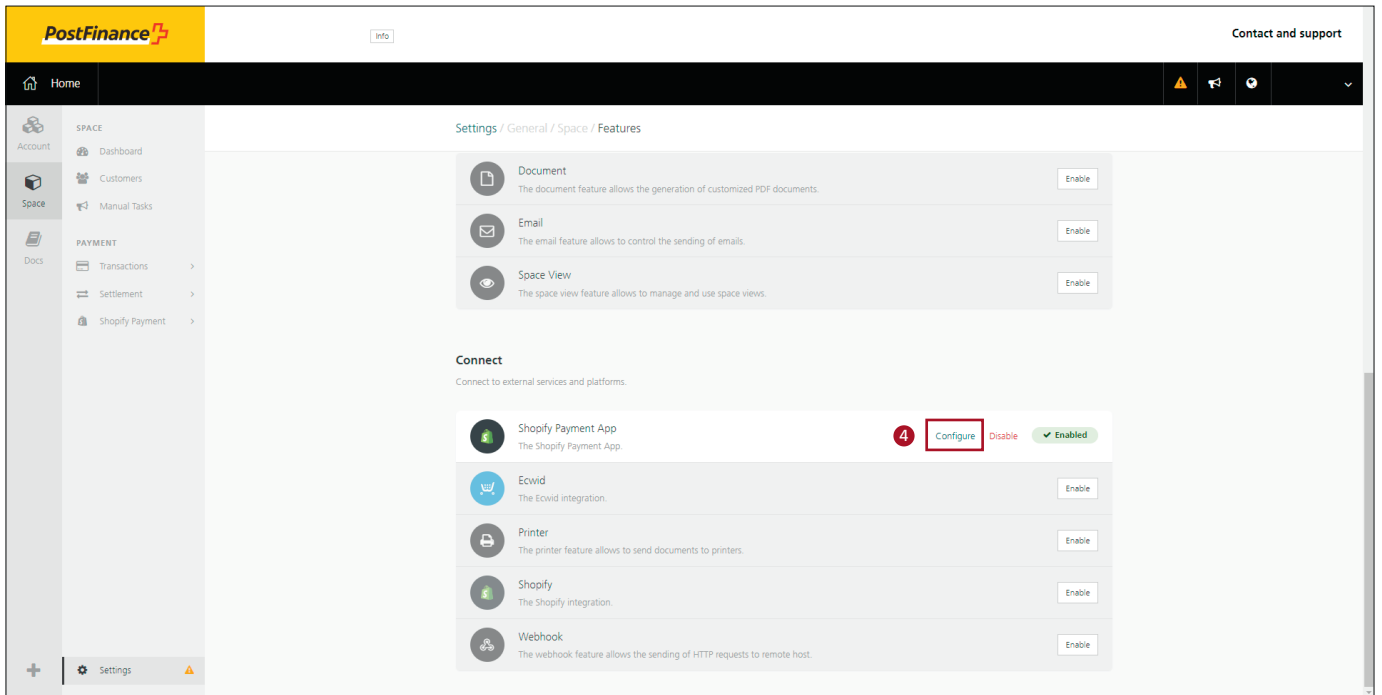 PostFinance
Info
Contact and support
Home
Account
Space
Docs
SPACE
Dashboard
Customers
Manual Tasks
PAYMENT
Transactions
Settlement
Shopify Payment
Settings
Settings / General / Space / Features
Document
The document feature allows the generation of customized PDF documents.
Enable
Email
The email feature allows to control the sending of emails.
Enable
Space View
The space view feature allows to manage and use space views.
Enable
Connect
Connect to external services and platforms.
Shopify Payment App
The Shopify Payment App.
4 Configure Disable Enabled
Ecwid
The Ecwid integration.
Enable
Printer
The printer feature allows to send documents to printers.
Enable
Shopify
The Shopify integration.
Enable
Webhook
The webhook feature allows the sending of HTTP requests to remote host.
Enable